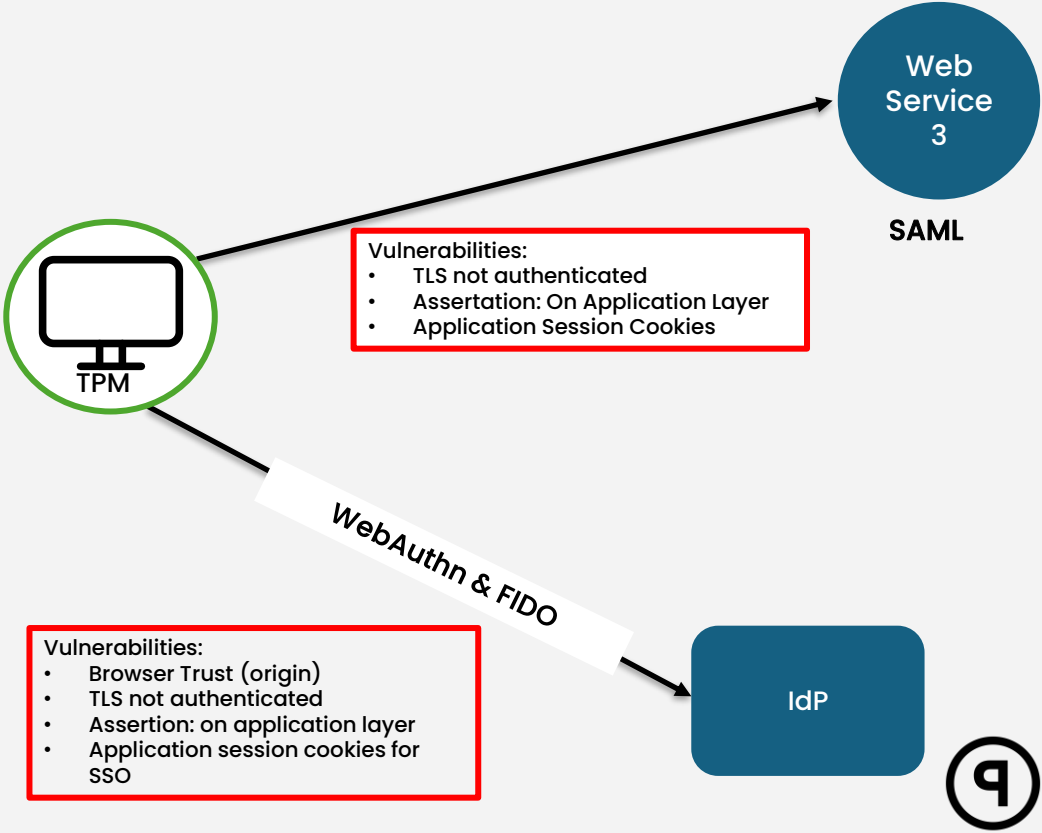 Web
Service
3
SAML
Vulnerabilities:
• TLS not authenticated
• Assertation: On Application Layer
• Application Session Cookies
TPM
WebAuthn & FIDO
Vulnerabilities:
• Browser Trust (origin)
• TLS not authenticated
• Assertion: on application layer
• Application session cookies for
SSO
IdP